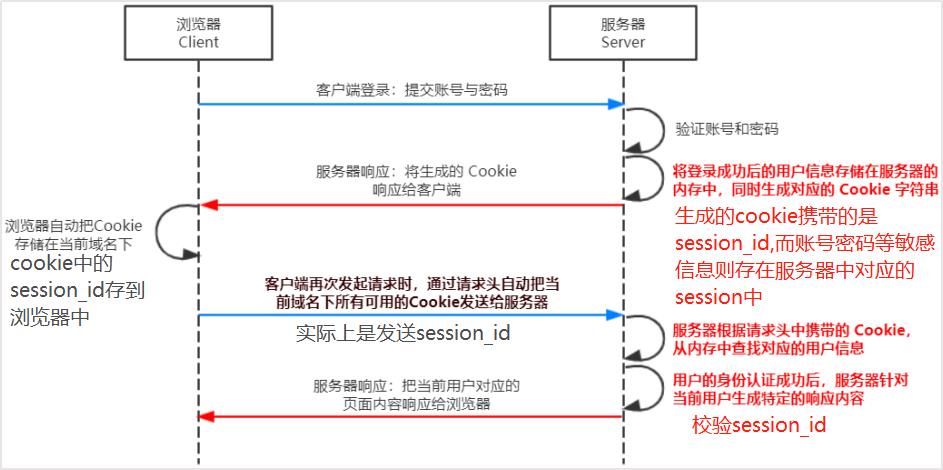 浏览器
Client
服务器
Server
客户端登录：提交账号与密码
验证账号和密码
服务器响应：将生成的 Cookie
响应给客户端
将登录成功后的用户信息存储在服务器的
内存中，同时生成对应的 Cookie 字符串
生成的cookie携带的是
session_id,而账号密码等敏感
信息则存在服务器中对应的
session中
浏览器自动把Cookie
存储在当前域名下
cookie中的
session_id存到
浏览器中
客户端再次发起请求时，通过请求头自动把当
前域名下所有可用的Cookie发送给服务器
实际上是发送session_id
服务器根据请求头中携带的 Cookie，
从内存中查找对应的用户信息
服务器响应：把当前用户对应的
页面内容响应给浏览器
用户的身份认证成功后，服务器针对
当前用户生成特定的响应内容
校验session_id